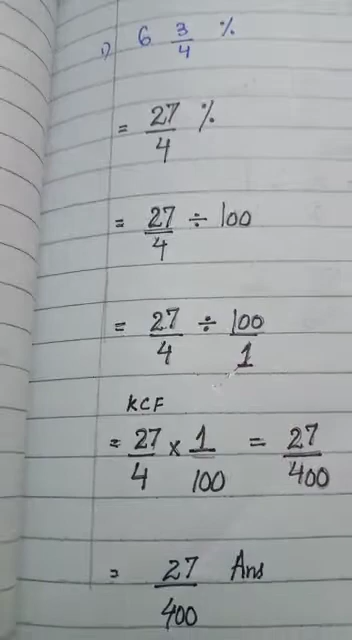 1) 6 3/4 %
= 27/4 %
= 27/4 ÷ 100
= 27/4 ÷ 100/1
KCF
= 27/4 × 1/100 = 27/400
= 27/400 Ans